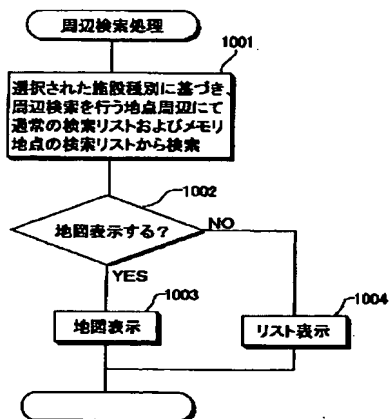 周辺検索処理
1001
選択された施設種別に基づき、
周辺検索を行う地点周辺にて
通常の検索リストおよびメモリ
地点の検索リストから検索
1002
地図表示する?
NO
YES
1003
地図表示
1004
リスト表示